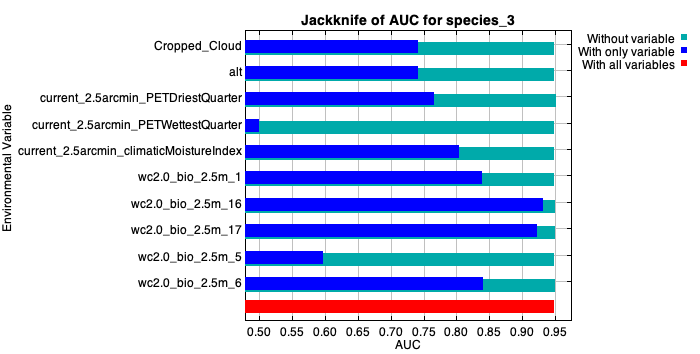 Jackknife of AUC for species_3
Cropped_Cloud
alt
current_2.5arcmin_PETDriestQuarter
current_2.5arcmin_PETWettestQuarter
current_2.5arcmin_climaticMoistureIndex
wc2.0_bio_2.5m_1
wc2.0_bio_2.5m_16
wc2.0_bio_2.5m_17
wc2.0_bio_2.5m_5
wc2.0_bio_2.5m_6
Environmental Variable
0.50 0.55 0.60 0.65 0.70 0.75 0.80 0.85 0.90 0.95
AUC
Without variable
With only variable
With all variables